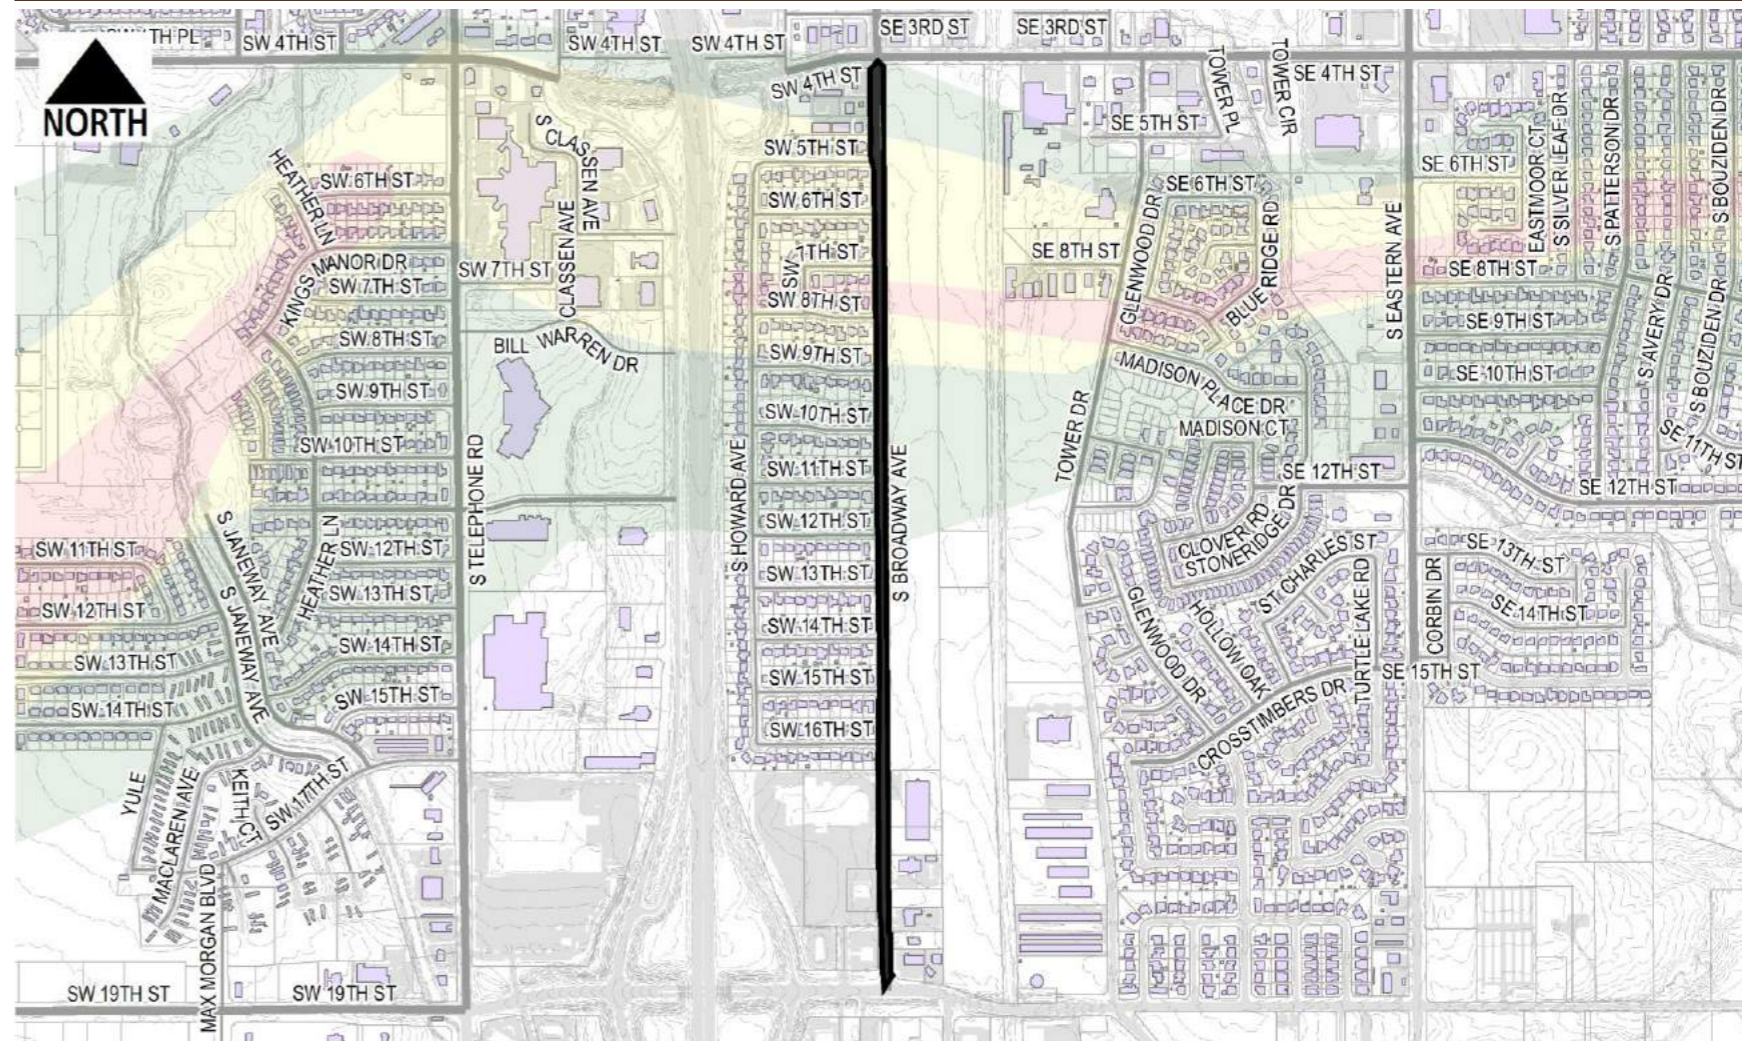 SW 4TH ST
SW 4TH ST
SW 4TH ST
SE 3RD ST
SE 3RD ST
NORTH
SW 4TH ST
TOWER PL
TOWER CIR
SE 4TH ST
SE 5TH ST
S CLASSEN AVE
SW 5TH ST
HEATHER LN
SW 6TH ST
SW 6TH ST
SE 6TH ST
SE 6TH ST
EASTMOOR CT
S SILVER LEAF DR
S PATTERSON DR
S BOUZIDEN DR
KINGS MANOR DR
SW 7TH ST
SW 7TH ST
CLASSEN AVE
SW 7TH ST
SW 8TH ST
SE 8TH ST
GLENWOOD DR
BLUE RIDGE RD
S EASTERN AVE
SE 8TH ST
SW 8TH ST
BILL WARREN DR
SW 9TH ST
SE 9TH ST
S AVERY DR
S BOUZIDEN DR
SW 9TH ST
MADISON PLACE DR
SE 10TH ST
SW 10TH ST
SW 10TH ST
MADISON CT
TOWER DR
SE 11TH ST
S TELEPHONE RD
S HOWARD AVE
SW 11TH ST
S BROADWAY AVE
SE 12TH ST
SE 12TH ST
S JANEWAY AVE
HEATHER LN
SW 12TH ST
SW 12TH ST
CLOVER RD
STONERIDGE DR
SW 11TH ST
SE 13TH ST
ST CHARLES ST
SW 13TH ST
SW 13TH ST
SW 12TH ST
S JANEWAY AVE
GLENWOOD DR
HOLLOW OAK
TURTLE LAKE RD
CORBIN DR
SE 14TH ST
SW 14TH ST
SW 14TH ST
SW 13TH ST
SW 15TH ST
SW 15TH ST
SE 15TH ST
SW 14TH ST
CROSSTIMBERS DR
SW 16TH ST
YULE
MACLAREN AVE
KEITH CT
SW 17TH ST
MAX MORGAN BLVD
SW 19TH ST
SW 19TH ST